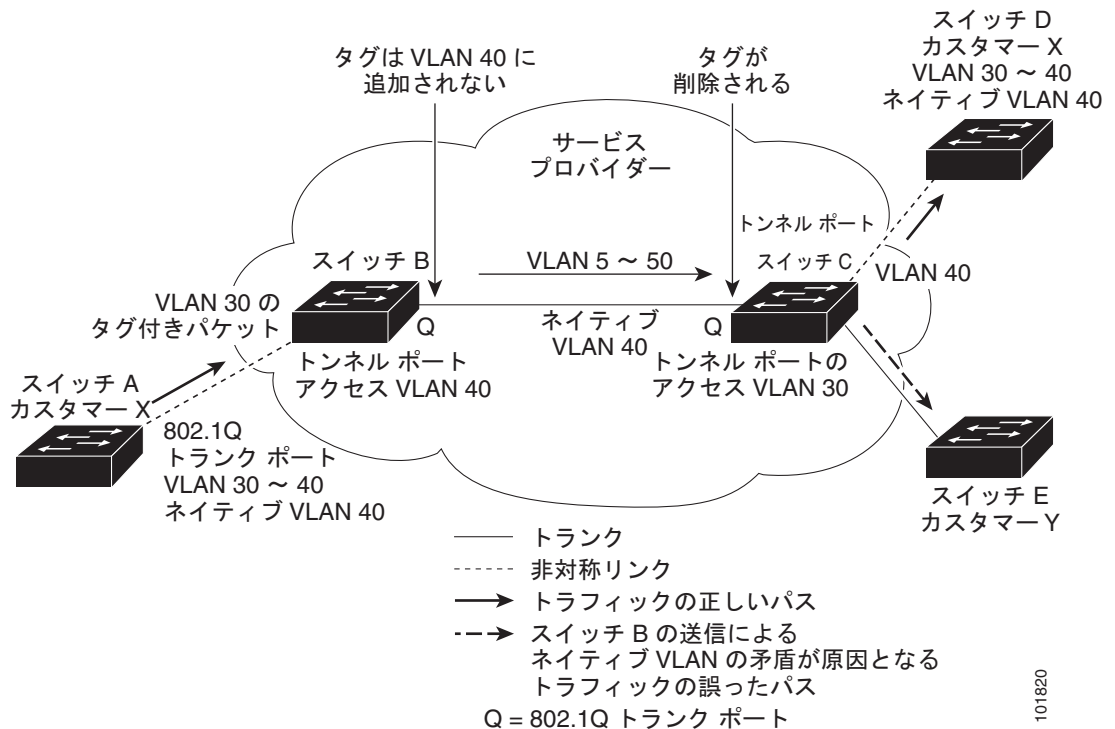 スイッチ D
カスタマー X
VLAN 30 ～ 40
ネイティブ VLAN 40
タグは VLAN 40 に
追加されない
タグが
削除される
サービス
プロバイダー
トンネル ポート
スイッチ B
VLAN 5 ～ 50
スイッチ C
VLAN 40
VLAN 30 の
タグ付きパケット
Q
ネイティブ
VLAN 40
Q
トンネル ポート
アクセス VLAN 40
トンネル ポートの
アクセス VLAN 30
スイッチ A
カスタマー X
802.1Q
トランク ポート
VLAN 30 ～ 40
ネイティブ VLAN 40
スイッチ E
カスタマー Y
トランク
非対称リンク
トラフィックの正しいパス
スイッチ B の送信による
ネイティブ VLAN の矛盾が原因となる
トラフィックの誤ったパス
Q = 802.1Q トランク ポート
101820